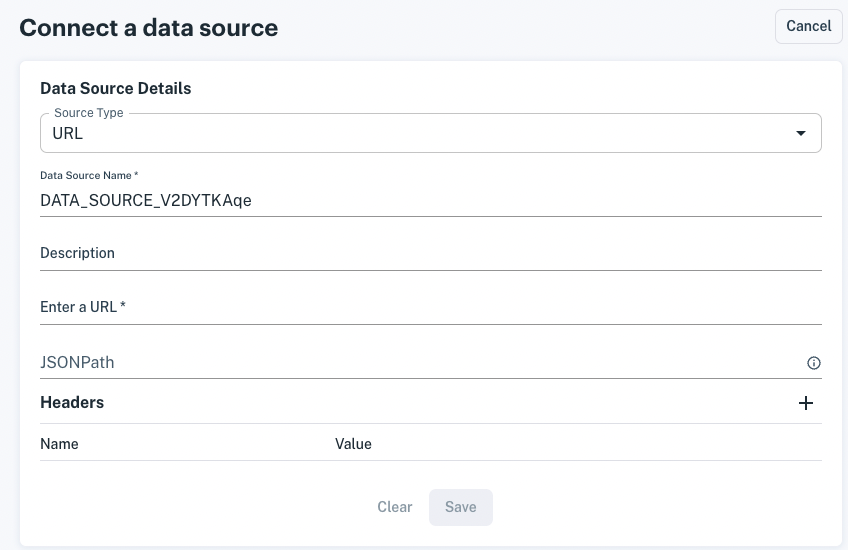 Connect a data source
Cancel
Data Source Details
Source Type
URL
Data Source Name *
DATA_SOURCE_V2DYTKAqe
Description
Enter a URL *
JSONPath
Headers
Name Value
Clear Save